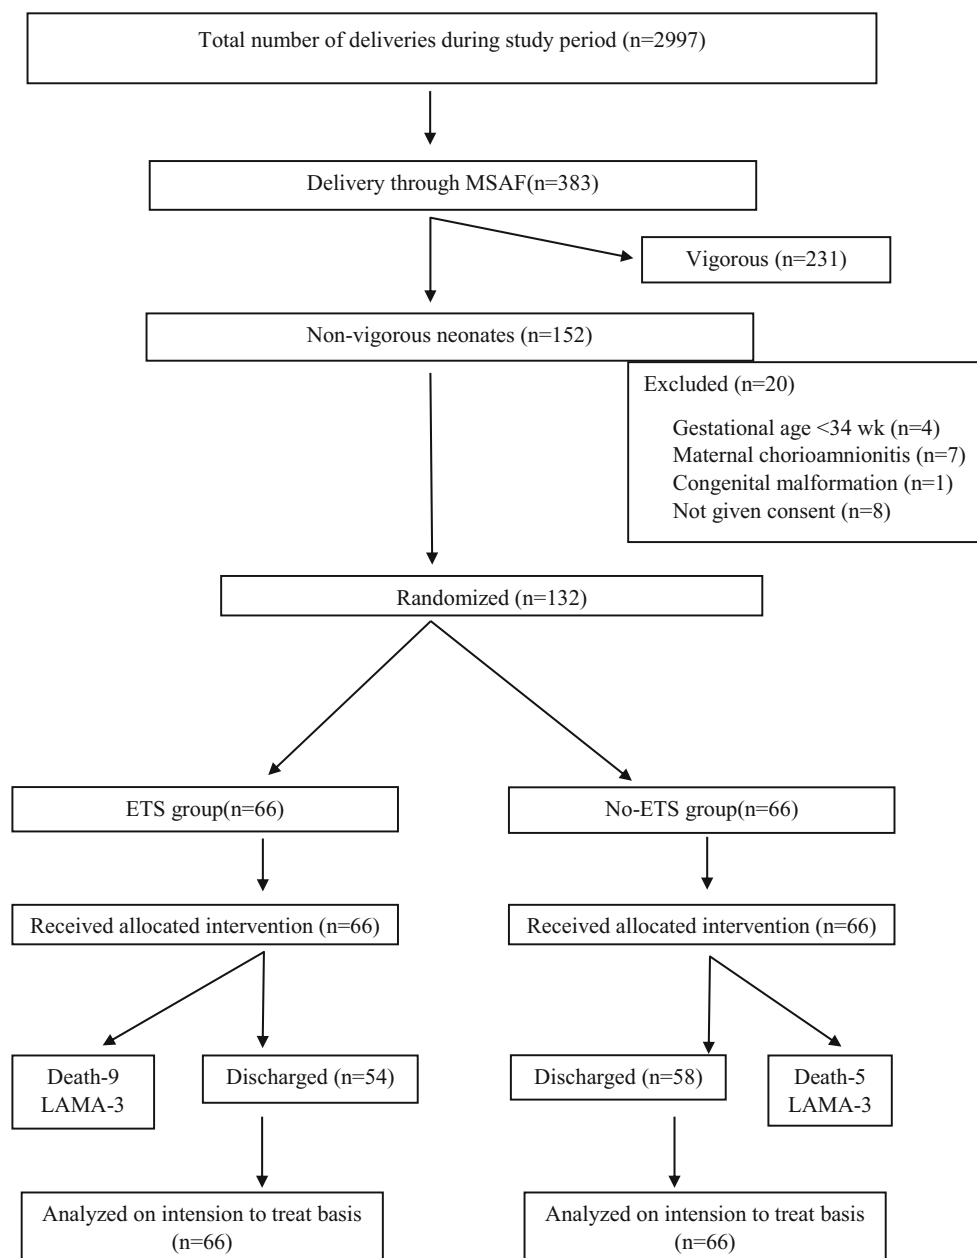 Total number of deliveries during study period (n=2997)
Delivery through MSAF(n=383)
Vigorous (n=231)
Non-vigorous neonates (n=152)
Excluded (n=20)
Gestational age <34 wk (n=4)
Maternal chorioamnionitis (n=7)
Congenital malformation (n=1)
Not given consent (n=8)
Randomized (n=132)
ETS group(n=66)
No-ETS group(n=66)
Received allocated intervention (n=66)
Received allocated intervention (n=66)
Death-9
LAMA-3
Discharged (n=54)
Discharged (n=58)
Death-5
LAMA-3
Analyzed on intension to treat basis
(n=66)
Analyzed on intension to treat basis
(n=66)